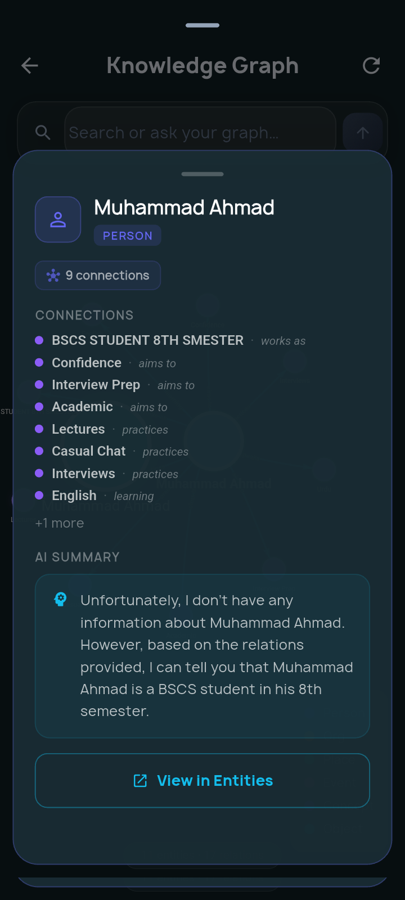 Knowledge Graph
Search or ask your graph...
Muhammad Ahmad
PERSON
9 connections
CONNECTIONS
BSCS STUDENT 8TH SMESTER · works as
Confidence · aims to
Interview Prep · aims to
Academic · aims to
Lectures · practices
Casual Chat · practices
Interviews · practices
English · learning
+1 more
AI SUMMARY
Unfortunately, I don't have any
information about Muhammad Ahmad.
However, based on the relations
provided, I can tell you that Muhammad
Ahmad is a BSCS student in his 8th
semester.
View in Entities